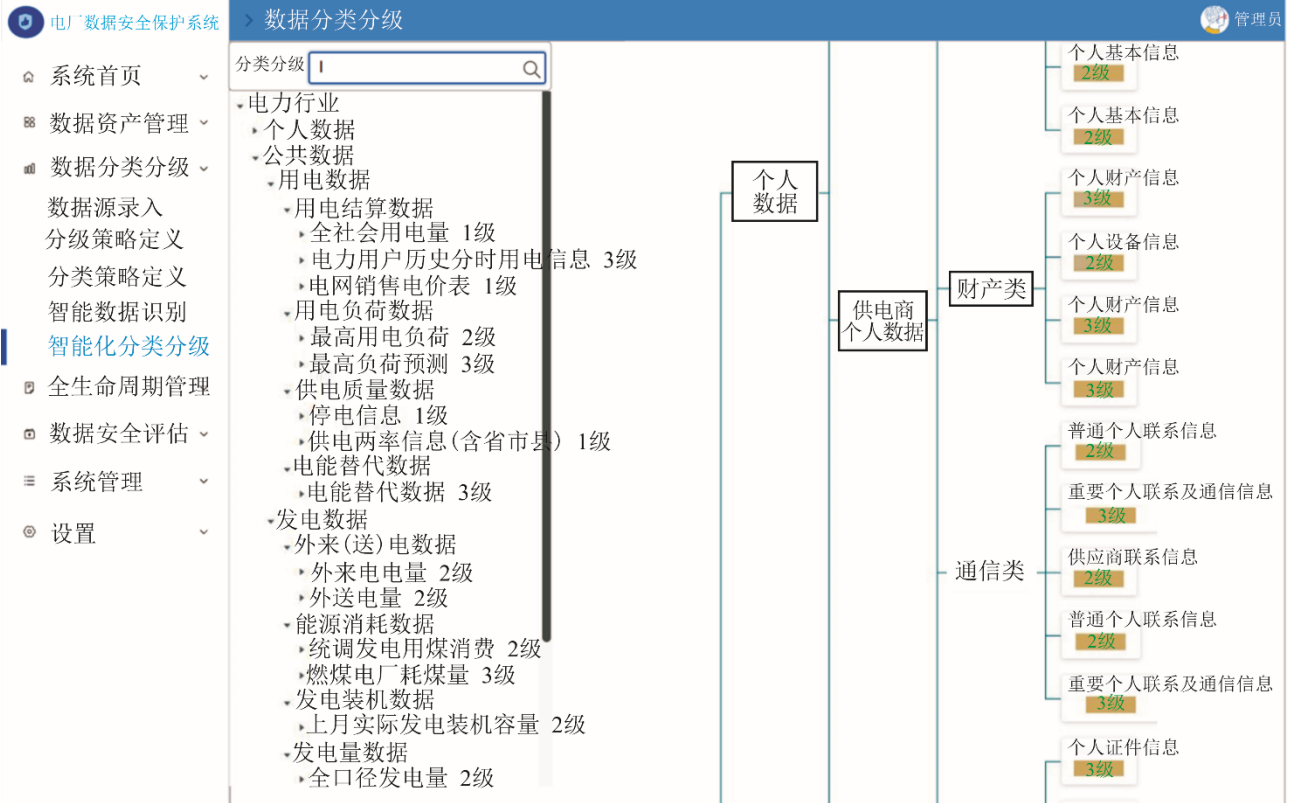 电厂数据安全保护系统
数据分类分级
管理员
系统首页
数据资产管理
数据分类分级
数据源录入
分级策略定义
分类策略定义
智能数据识别
智能化分类分级
全生命周期管理
数据安全评估
系统管理
设置
分类分级
电力行业
个人数据
公共数据
用电数据
用电结算数据
全社会用电量 1级
电力用户历史分时用电信息 3级
电网销售电价表 1级
用电负荷数据
最高用电负荷 2级
最高负荷预测 3级
供电质量数据
停电信息 1级
供电两率信息(含省市县) 1级
电能替代数据
电能替代数据 3级
发电数据
外来(送)电数据
外来电电量 2级
外送电量 2级
能源消耗数据
统调发电用煤消费 2级
燃煤电厂耗煤量 3级
发电装机数据
上月实际发电装机容量 2级
发电量数据
全口径发电量 2级
个人
数据
供电商
个人数据
财产类
通信类
个人基本信息
2级
个人基本信息
2级
个人财产信息
3级
个人设备信息
2级
个人财产信息
3级
个人财产信息
3级
普通个人联系信息
2级
重要个人联系及通信信息
3级
供应商联系信息
2级
普通个人联系信息
2级
重要个人联系及通信信息
3级
个人证件信息
3级